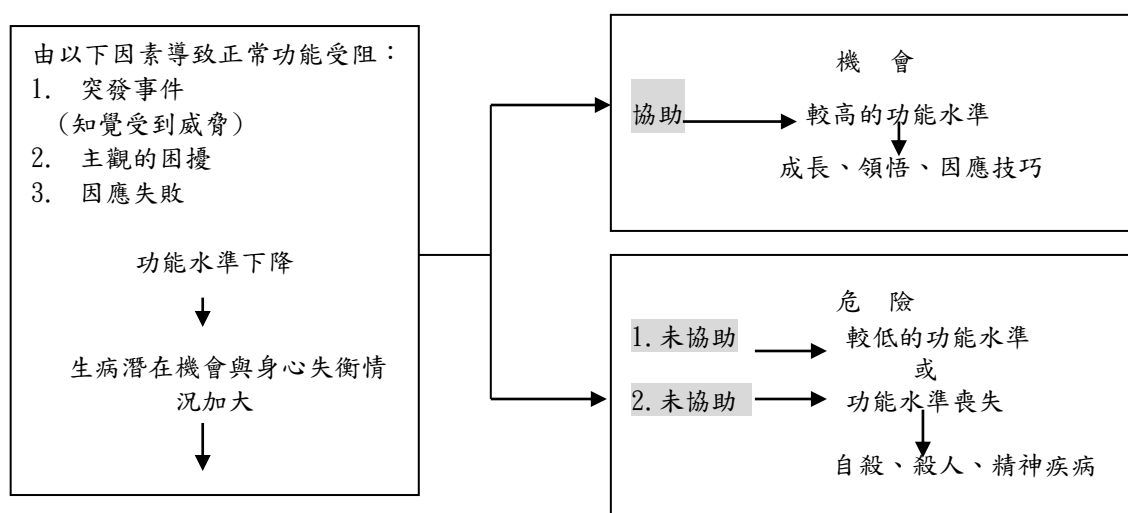 由以下因素導致正常功能受阻：
1. 突發事件
(知覺受到威脅)
2. 主觀的困擾
3. 因應失敗
功能水準下降
生病潛在機會與身心失衡情
況加大
機 會
協助 較高的功能水準
成長、領悟、因應技巧
危 險
1.未協助 較低的功能水準
或
2.未協助 功能水準喪失
自殺、殺人、精神疾病